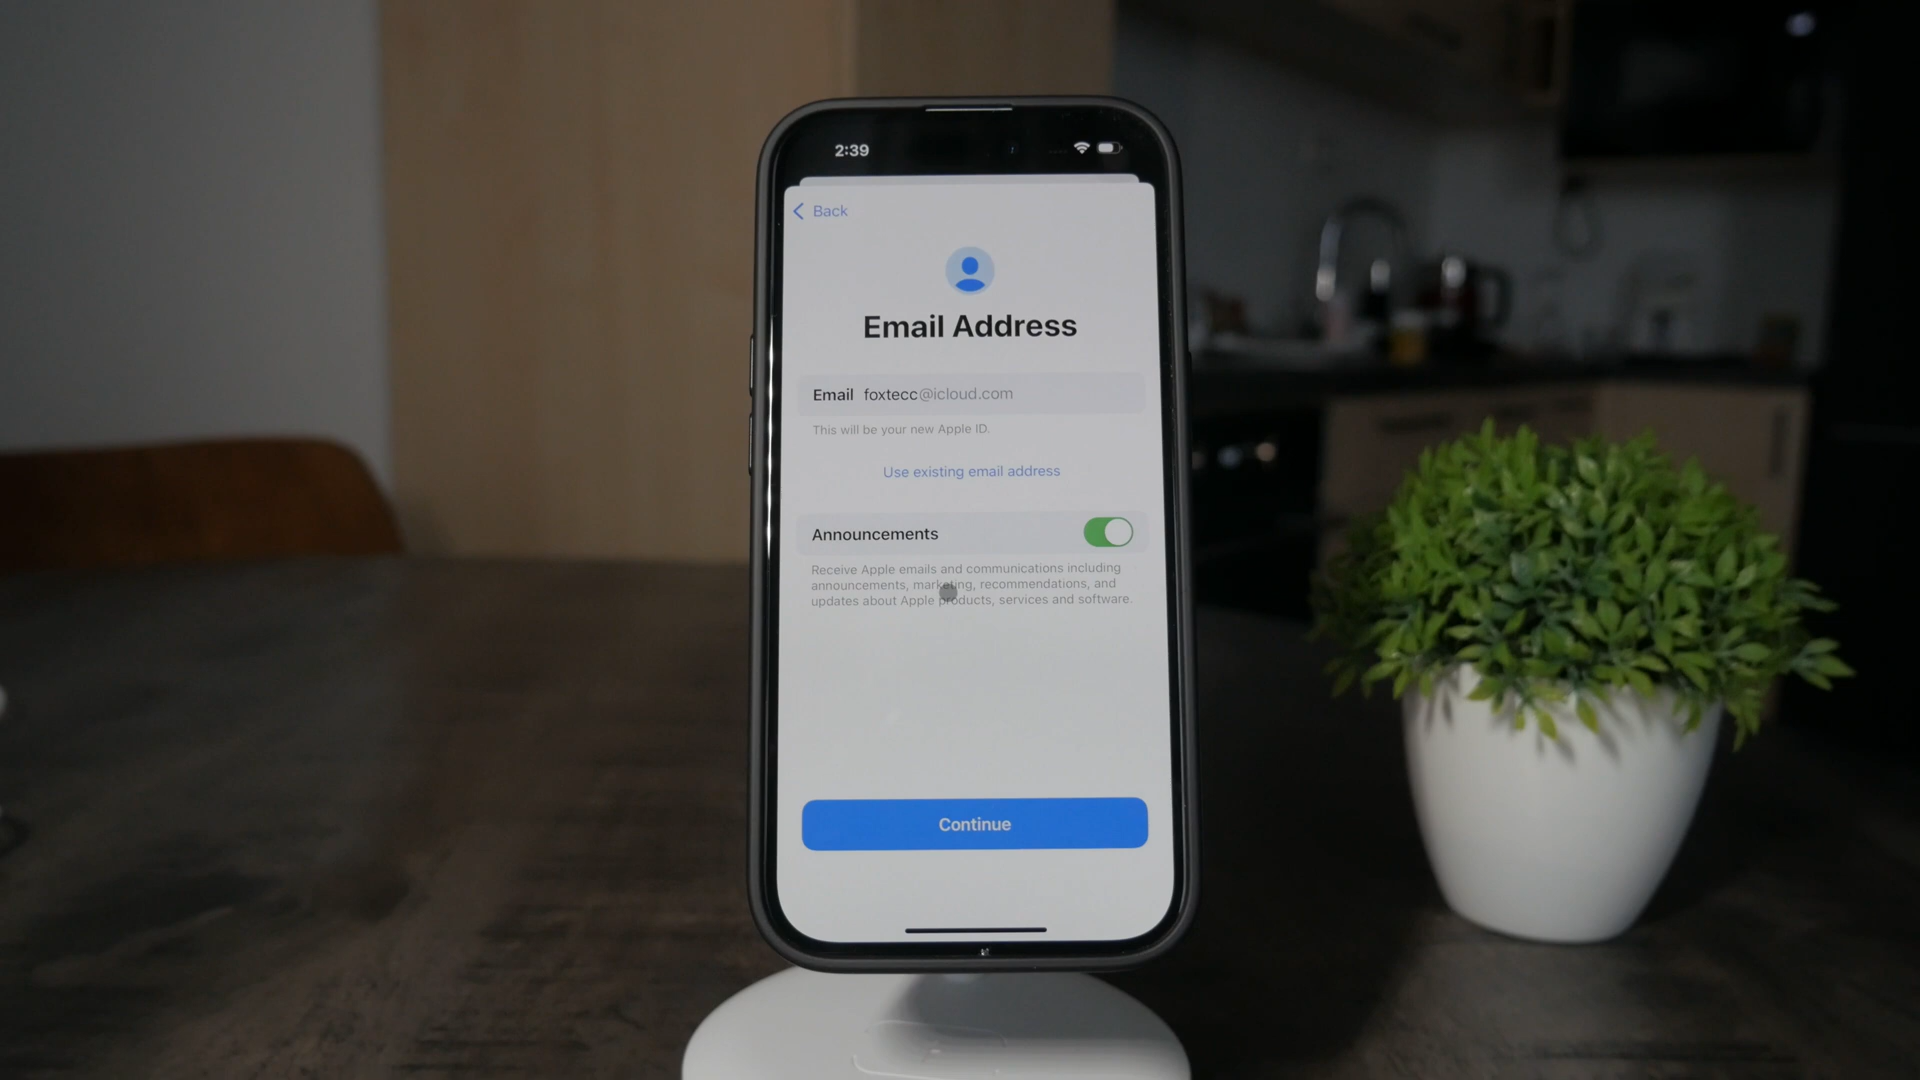 2:39
Back
Email Address
Email foxtecc@icloud.com
This will be your new Apple ID.
Use existing email address
Announcements
Receive Apple emails and communications including
announcements, marketing, recommendations, and
updates about Apple products, services and software.
Continue